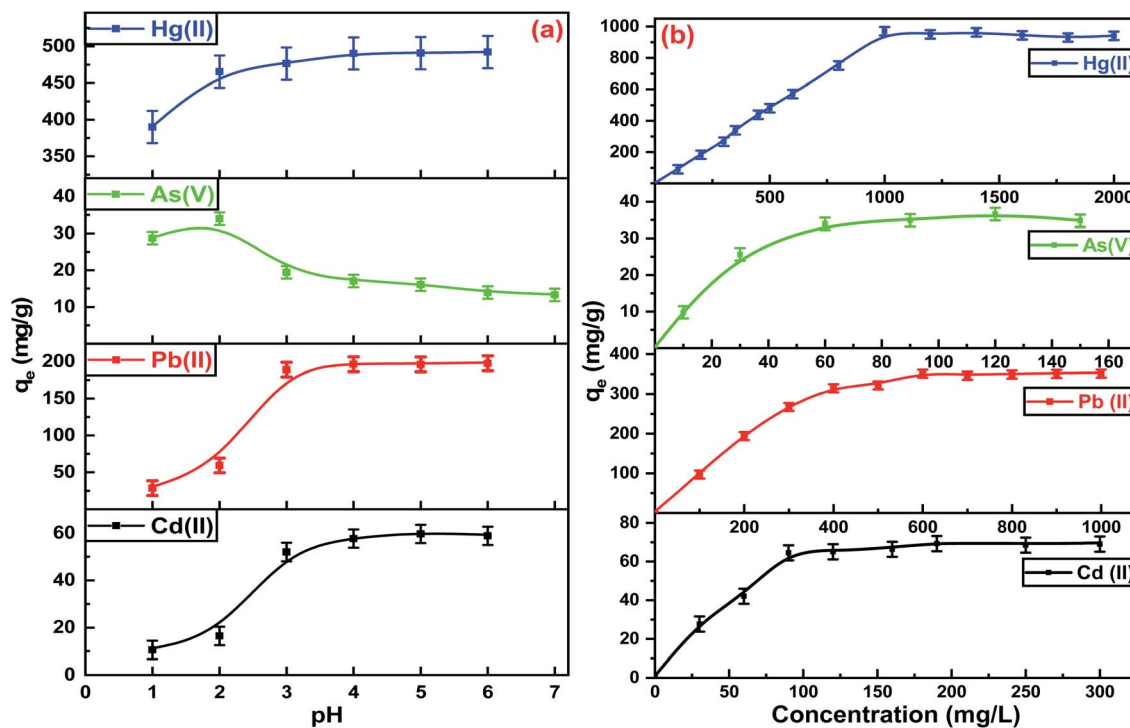 Hg(II)
(a)
500
450
400
350
As(V)
40
30
20
10
Pb(II)
200
150
100
50
Cd(II)
60
40
20
0
0 1 2 3 4 5 6 7
pH
qe (mg/g)
(b)
1000
800
600
400
200
Hg(II)
500 1000 1500 2000
40
30
20
10
As(V)
20 40 60 80 100 120 140 160
400
300
200
100
Pb (II)
200 400 600 800 1000
80
60
40
20
0
Cd (II)
0 50 100 150 200 250 300
Concentration (mg/L)
qe (mg/g)